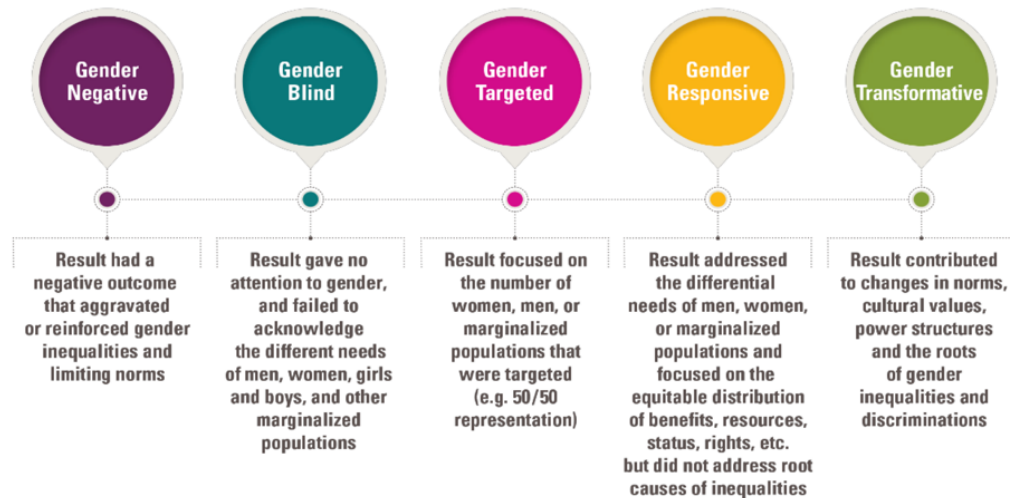 Gender
Negative
Gender
Blind
Gender
Targeted
Gender
Responsive
Gender
Transformative
Result had a
negative outcome
that aggravated
or reinforced gender
inequalities and
limiting norms
Result gave no
attention to gender,
and failed to
acknowledge
the different needs
of men, women, girls
and boys, and other
marginalized
populations
Result focused on
the number of
women, men, or
marginalized
populations that
were targeted
(e.g. 50/50
representation)
Result addressed
the differential
needs of men, women,
or marginalized
populations and
focused on the
equitable distribution
of benefits, resources,
status, rights, etc.
but did not address root
causes of inequalities
Result contributed
to changes in norms,
cultural values,
power structures
and the roots
of gender
inequalities and
discriminations